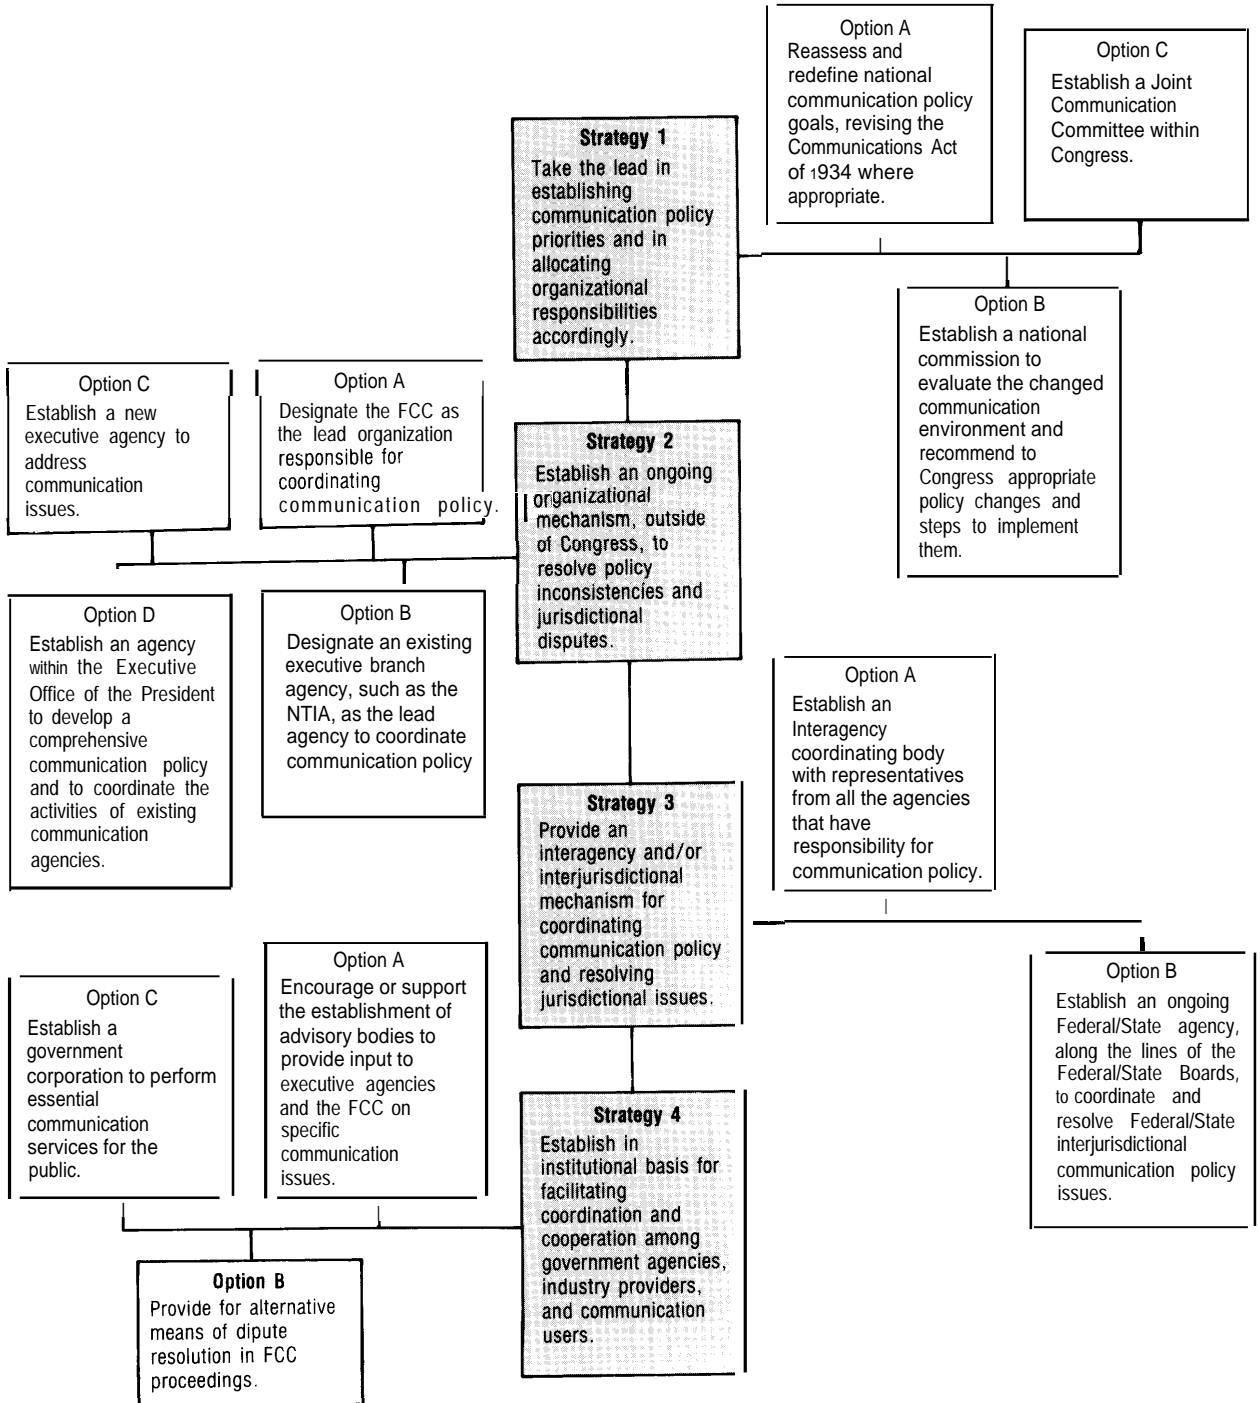 Option A
Reassess and
redefine national
communication policy
goals, revising the
Communications Act
of 1934 where
appropriate.
Option C
Establish a Joint
Communication
Committee within
Congress.
Strategy 1
Take the lead in
establishing
communication policy
priorities and in
allocating
organizational
responsibilities
accordingly.
Option B
Establish a national
commission to
evaluate the changed
communication
environment and
recommend to
Congress appropriate
policy changes and
steps to implement
them.
Option C
Establish a new
executive agency to
address
communication
issues.
Option A
Designate the FCC as
the lead organization
responsible for
coordinating
communication policy.
Strategy 2
Establish an ongoing
organizational
mechanism, outside
of Congress, to
resolve policy
inconsistencies and
jurisdictional
disputes.
Option D
Establish an agency
within the Executive
Office of the President
to develop a
comprehensive
communication policy
and to coordinate the
activities of existing
communication
agencies.
Option B
Designate an existing
executive branch
agency, such as the
NTIA, as the lead
agency to coordinate
communication policy
Option A
Establish an
Interagency
coordinating body
with representatives
from all the agencies
that have
responsibility for
communication policy.
Strategy 3
Provide an
interagency and/or
interjurisdictional
mechanism for
coordinating
communication policy
and resolving
jurisdictional issues.
Option B
Establish an ongoing
Federal/State agency,
along the lines of the
Federal/State Boards,
to coordinate and
resolve Federal/State
interjurisdictional
communication policy
issues.
Option C
Establish a
government
corporation to perform
essential
communication
services for the
public.
Option A
Encourage or support
the establishment of
advisory bodies to
provide input to
executive agencies
and the FCC on
specific
communication
issues.
Strategy 4
Establish in
institutional basis for
facilitating
coordination and
cooperation among
government agencies,
industry providers,
and communication
users.
Option B
Provide for alternative
means of dipute
resolution in FCC
proceedings.